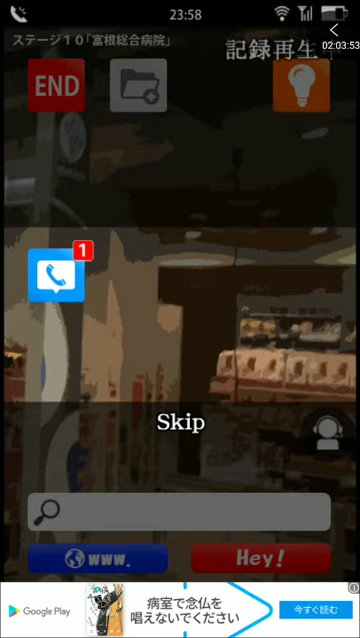 23:58
ステージ10「富根総合病院」
記録再生
02:03:53
END
1
Skip
www.
Hey!
Google Play
病室で念仏を
唱えないでください
今すぐ読む